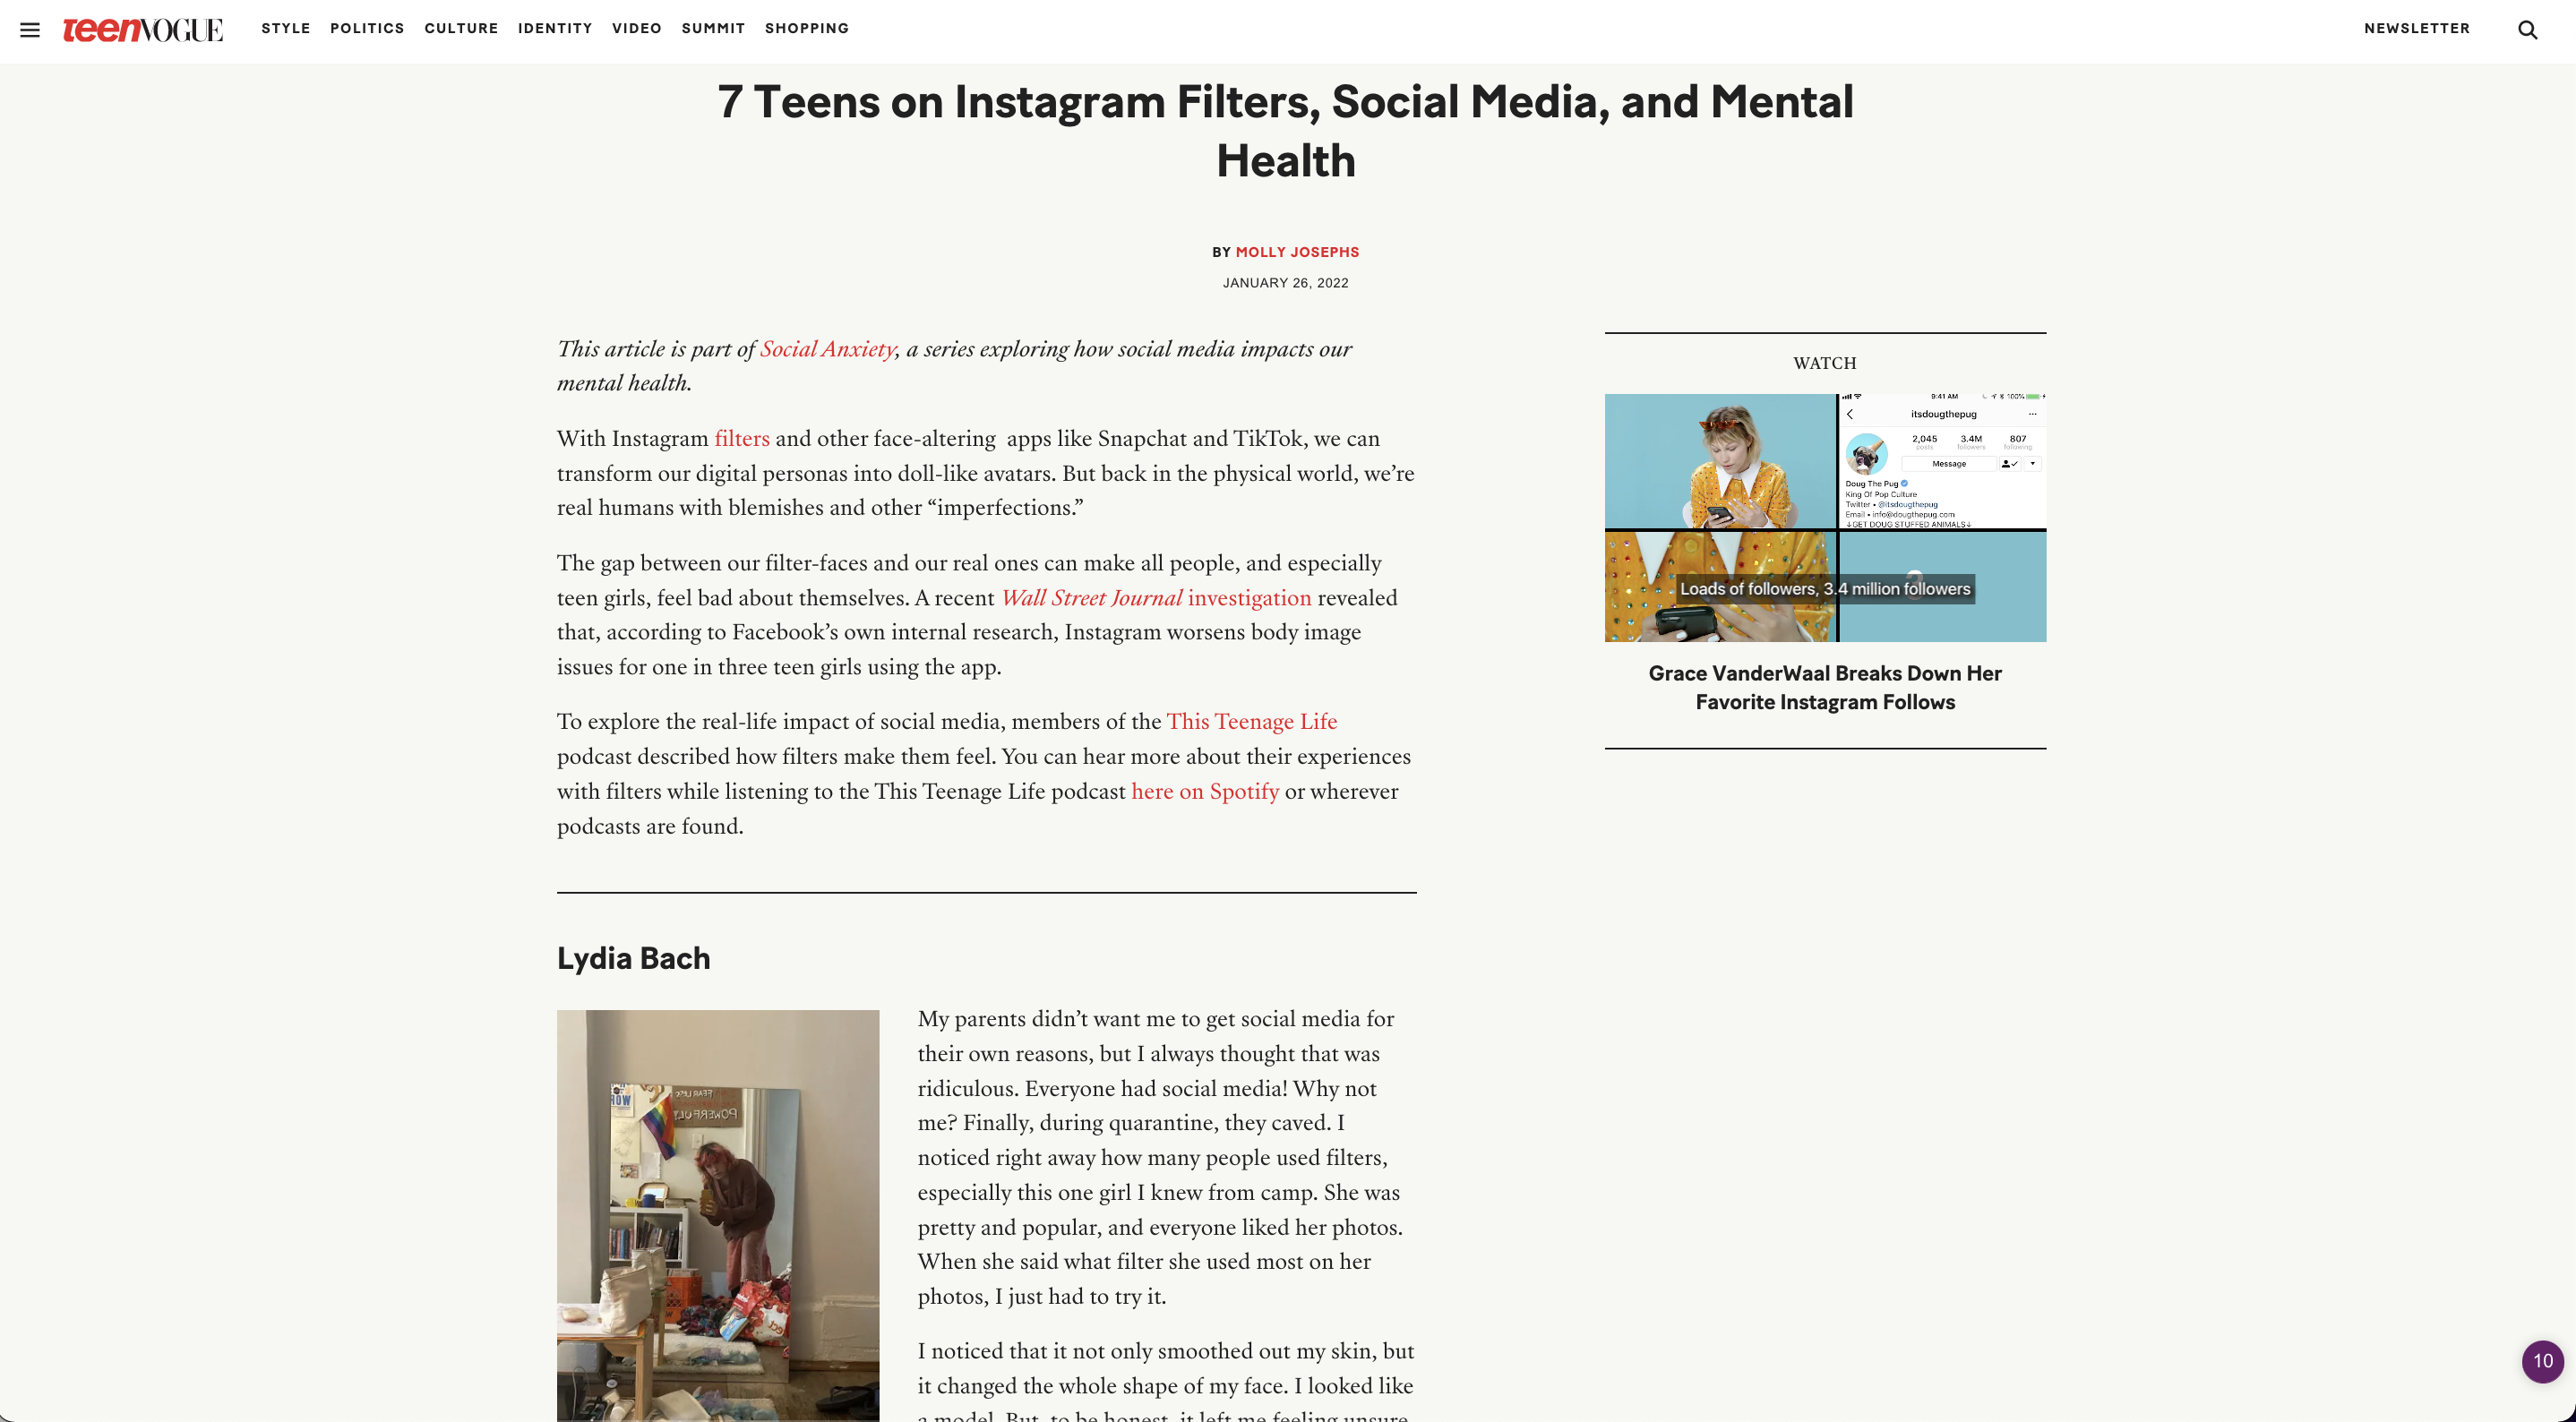 teenVOGUE
STYLE POLITICS CULTURE IDENTITY VIDEO SUMMIT SHOPPING
NEWSLETTER
7 Teens on Instagram Filters, Social Media, and Mental
Health
BY MOLLY JOSEPHS
JANUARY 26, 2022
This article is part of Social Anxiety, a series exploring how social media impacts our
mental health.
With Instagram filters and other face-altering apps like Snapchat and TikTok, we can
transform our digital personas into doll-like avatars. But back in the physical world, we’re
real humans with blemishes and other “imperfections.”
The gap between our filter-faces and our real ones can make all people, and especially
teen girls, feel bad about themselves. A recent Wall Street Journal investigation revealed
that, according to Facebook’s own internal research, Instagram worsens body image
issues for one in three teen girls using the app.
To explore the real-life impact of social media, members of the This Teenage Life
podcast described how filters make them feel. You can hear more about their experiences
with filters while listening to the This Teenage Life podcast here on Spotify or wherever
podcasts are found.
WATCH
9:41 AM
100%
itsdougthepug
2,045 3.4M 807
posts followers following
Message
Doug The Pug
King Of Pop Culture
Twitter • @itsdougthepug
Email • info@dougthepug.com
↓GET DOUG STUFFED ANIMALS↓
Loads of followers, 3.4 million followers
Grace VanderWaal Breaks Down Her
Favorite Instagram Follows
Lydia Bach
POWERFUL
My parents didn’t want me to get social media for
their own reasons, but I always thought that was
ridiculous. Everyone had social media! Why not
me? Finally, during quarantine, they caved. I
noticed right away how many people used filters,
especially this one girl I knew from camp. She was
pretty and popular, and everyone liked her photos.
When she said what filter she used most on her
photos, I just had to try it.
I noticed that it not only smoothed out my skin, but
it changed the whole shape of my face. I looked like
a model. But, to be honest, it left me feeling unsure
10